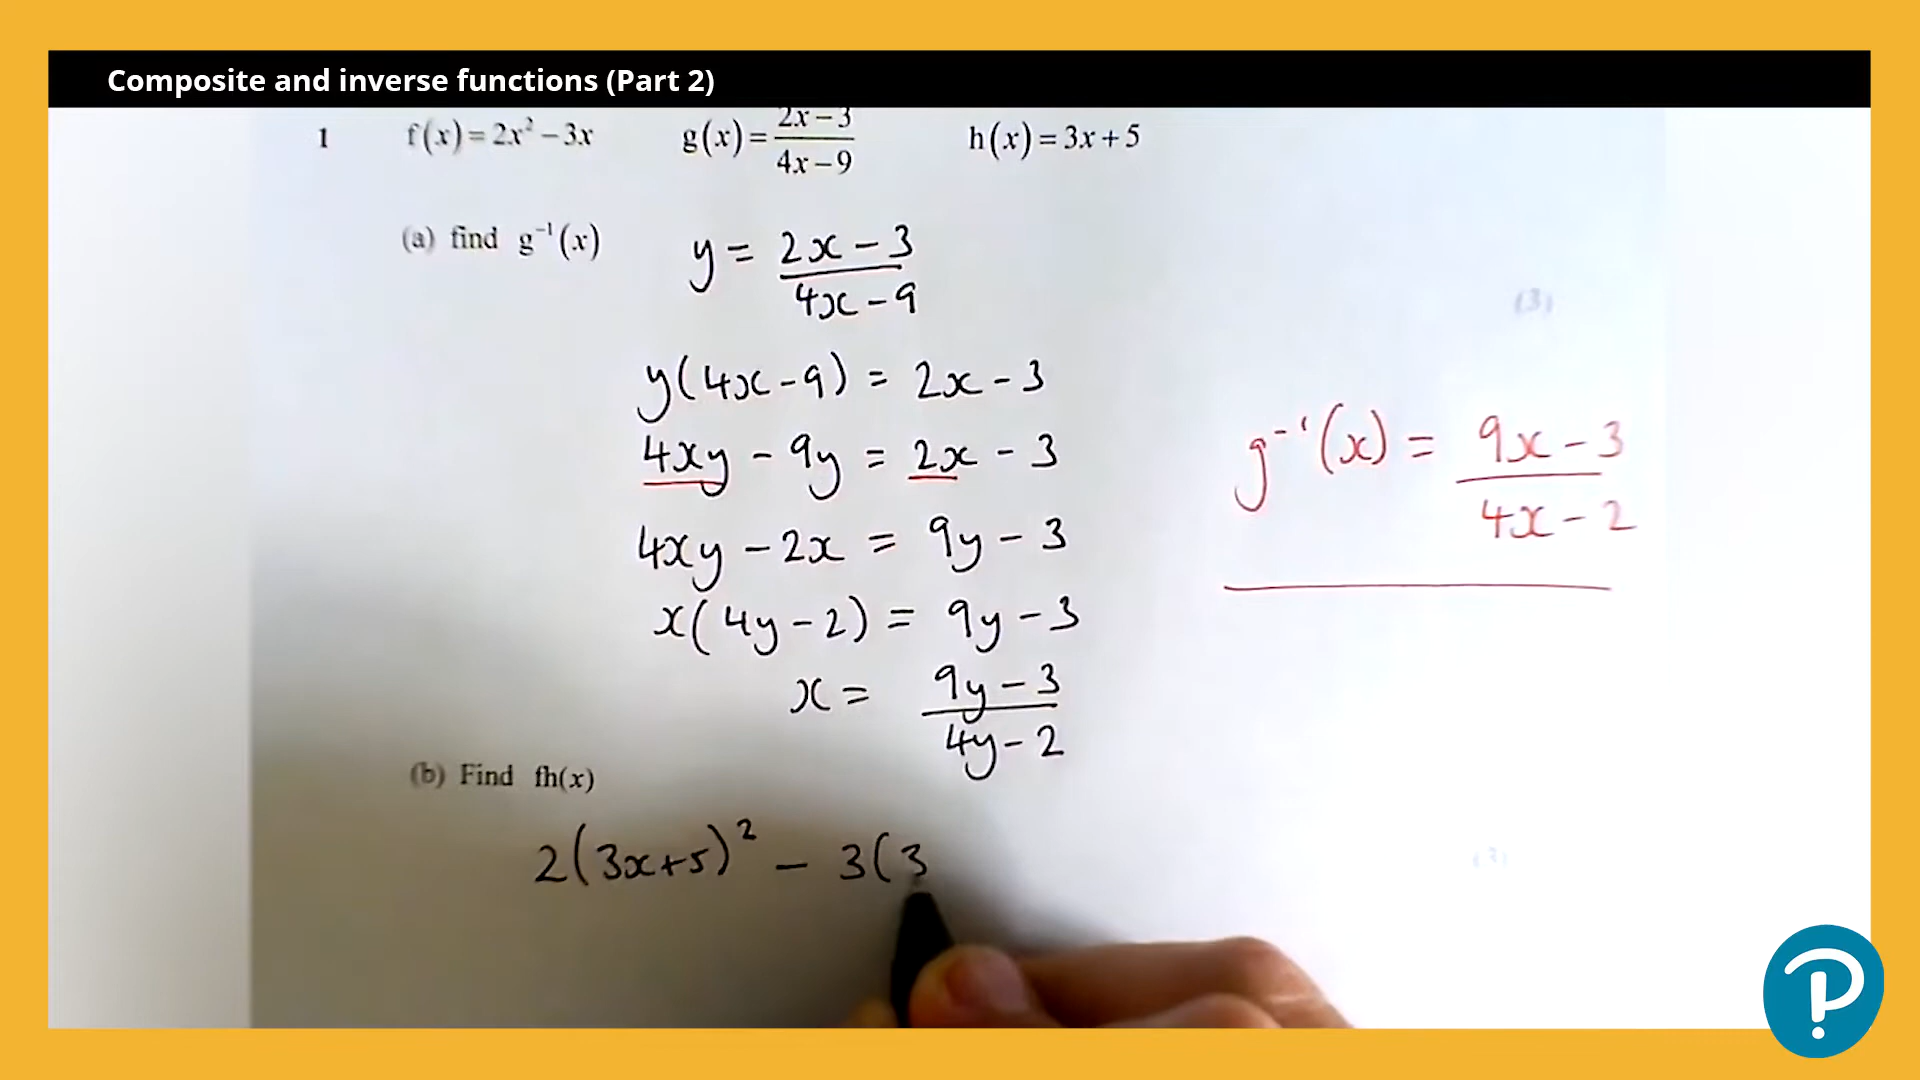 Composite and inverse functions (Part 2)
1 f(x) = 2x² – 3x g(x) = (2x – 3)/(4x – 9) h(x) = 3x + 5
(a) find g⁻¹(x)
y = (2x – 3)/(4x – 9)
(3)
y(4x – 9) = 2x – 3
4xy – 9y = 2x – 3
g⁻¹(x) = (9x – 3)/(4x – 2)
4xy – 2x = 9y – 3
x(4y – 2) = 9y – 3
x = (9y – 3)/(4y – 2)
(b) Find fh(x)
2(3x+5)² – 3(3
P